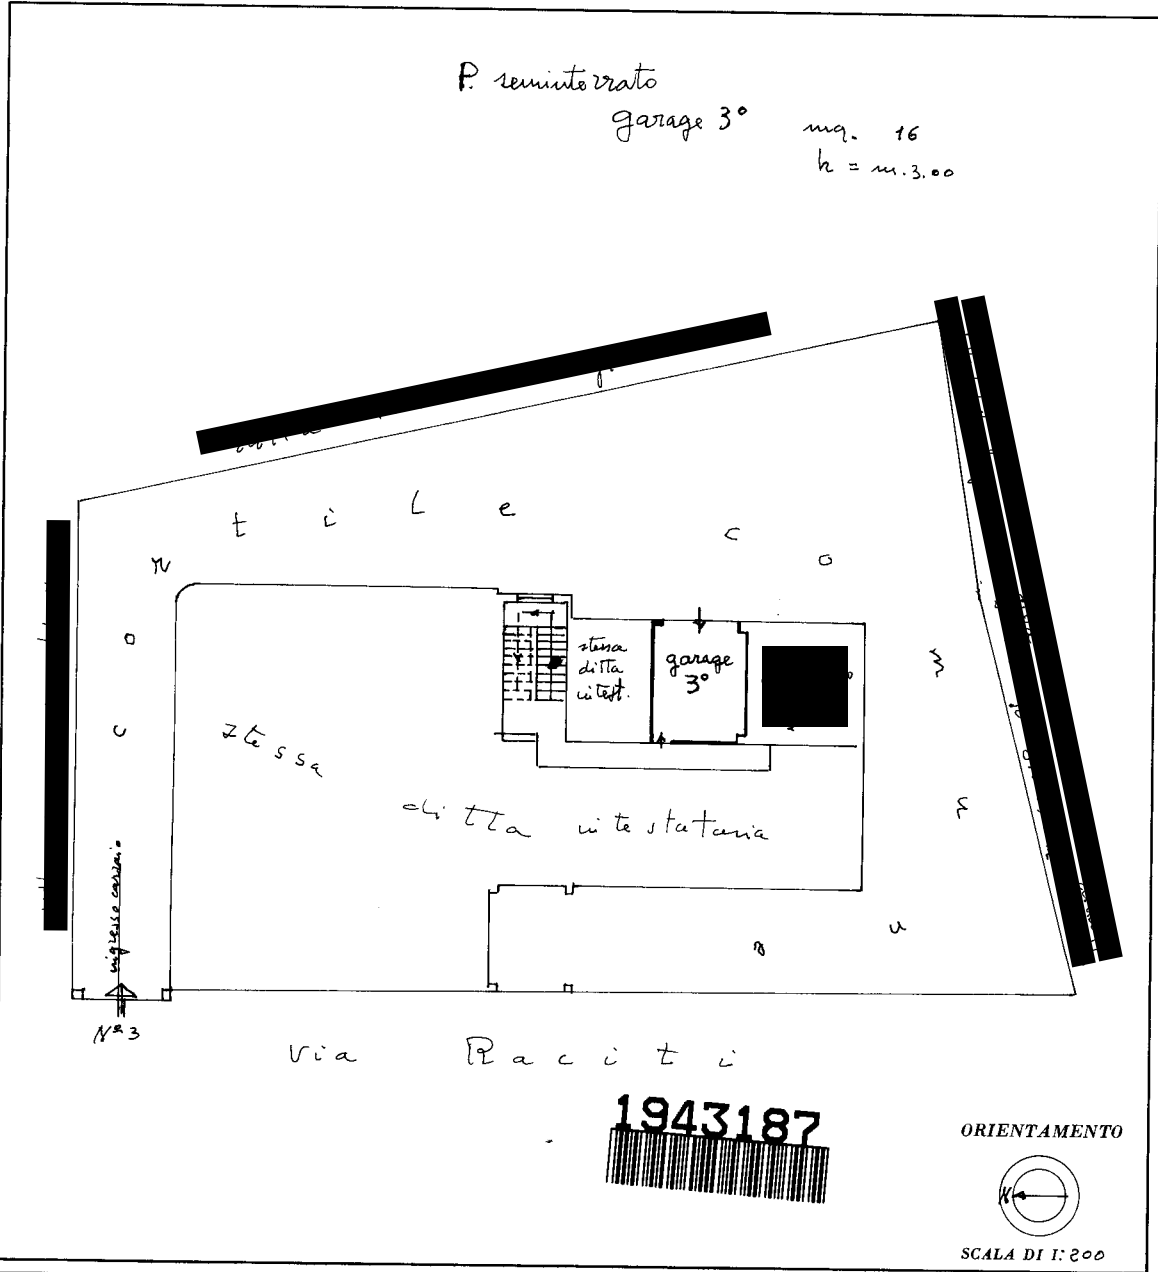 P. seminterrato
garage 3°
mq. 16
h = m. 3.00
c o r t i l e
c o
stessa
ditta
intest.
garage
3°
stessa
ditta intestataria
ingresso carraio
N° 3
Via Raciti
1943187
ORIENTAMENTO
N
SCALA DI 1:200